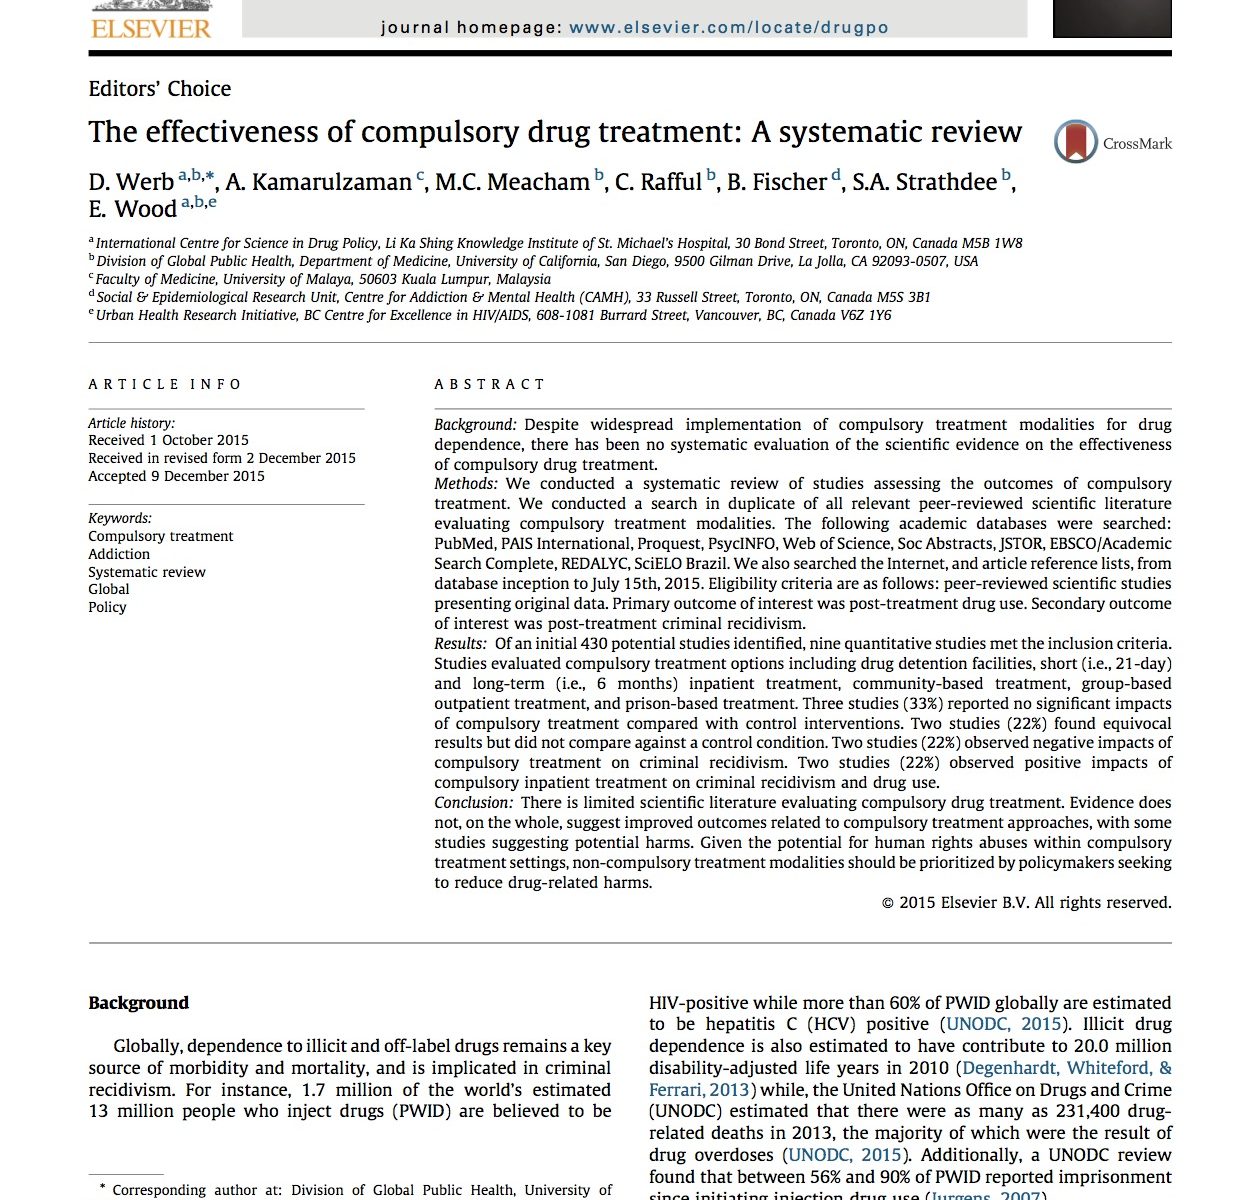 ELSEVIER
journal homepage: www.elsevier.com/locate/drugpo
Editors' Choice
The effectiveness of compulsory drug treatment: A systematic review
CrossMark
D. Werb a,b,*, A. Kamarulzaman c, M.C. Meacham b, C. Rafful b, B. Fischer d, S.A. Strathdee b,
E. Wood a,b,e
a International Centre for Science in Drug Policy, Li Ka Shing Knowledge Institute of St. Michael's Hospital, 30 Bond Street, Toronto, ON, Canada M5B 1W8
b Division of Global Public Health, Department of Medicine, University of California, San Diego, 9500 Gilman Drive, La Jolla, CA 92093-0507, USA
c Faculty of Medicine, University of Malaya, 50603 Kuala Lumpur, Malaysia
d Social & Epidemiological Research Unit, Centre for Addiction & Mental Health (CAMH), 33 Russell Street, Toronto, ON, Canada M5S 3B1
e Urban Health Research Initiative, BC Centre for Excellence in HIV/AIDS, 608-1081 Burrard Street, Vancouver, BC, Canada V6Z 1Y6
ARTICLE INFO
Article history:
Received 1 October 2015
Received in revised form 2 December 2015
Accepted 9 December 2015
Keywords:
Compulsory treatment
Addiction
Systematic review
Global
Policy
ABSTRACT
Background: Despite widespread implementation of compulsory treatment modalities for drug
dependence, there has been no systematic evaluation of the scientific evidence on the effectiveness
of compulsory drug treatment.
Methods: We conducted a systematic review of studies assessing the outcomes of compulsory
treatment. We conducted a search in duplicate of all relevant peer-reviewed scientific literature
evaluating compulsory treatment modalities. The following academic databases were searched:
PubMed, PAIS International, Proquest, PsycINFO, Web of Science, Soc Abstracts, JSTOR, EBSCO/Academic
Search Complete, REDALYC, SciELO Brazil. We also searched the Internet, and article reference lists, from
database inception to July 15th, 2015. Eligibility criteria are as follows: peer-reviewed scientific studies
presenting original data. Primary outcome of interest was post-treatment drug use. Secondary outcome
of interest was post-treatment criminal recidivism.
Results: Of an initial 430 potential studies identified, nine quantitative studies met the inclusion criteria.
Studies evaluated compulsory treatment options including drug detention facilities, short (i.e., 21-day)
and long-term (i.e., 6 months) inpatient treatment, community-based treatment, group-based
outpatient treatment, and prison-based treatment. Three studies (33%) reported no significant impacts
of compulsory treatment compared with control interventions. Two studies (22%) found equivocal
results but did not compare against a control condition. Two studies (22%) observed negative impacts of
compulsory treatment on criminal recidivism. Two studies (22%) observed positive impacts of
compulsory inpatient treatment on criminal recidivism and drug use.
Conclusion: There is limited scientific literature evaluating compulsory drug treatment. Evidence does
not, on the whole, suggest improved outcomes related to compulsory treatment approaches, with some
studies suggesting potential harms. Given the potential for human rights abuses within compulsory
treatment settings, non-compulsory treatment modalities should be prioritized by policymakers seeking
to reduce drug-related harms.
© 2015 Elsevier B.V. All rights reserved.
Background
Globally, dependence to illicit and off-label drugs remains a key
source of morbidity and mortality, and is implicated in criminal
recidivism. For instance, 1.7 million of the world's estimated
13 million people who inject drugs (PWID) are believed to be
* Corresponding author at: Division of Global Public Health, University of
HIV-positive while more than 60% of PWID globally are estimated
to be hepatitis C (HCV) positive (UNODC, 2015). Illicit drug
dependence is also estimated to have contribute to 20.0 million
disability-adjusted life years in 2010 (Degenhardt, Whiteford, &
Ferrari, 2013) while, the United Nations Office on Drugs and Crime
(UNODC) estimated that there were as many as 231,400 drug-
related deaths in 2013, the majority of which were the result of
drug overdoses (UNODC, 2015). Additionally, a UNODC review
found that between 56% and 90% of PWID reported imprisonment
since initiating injection drug use (Jurgens, 2007).